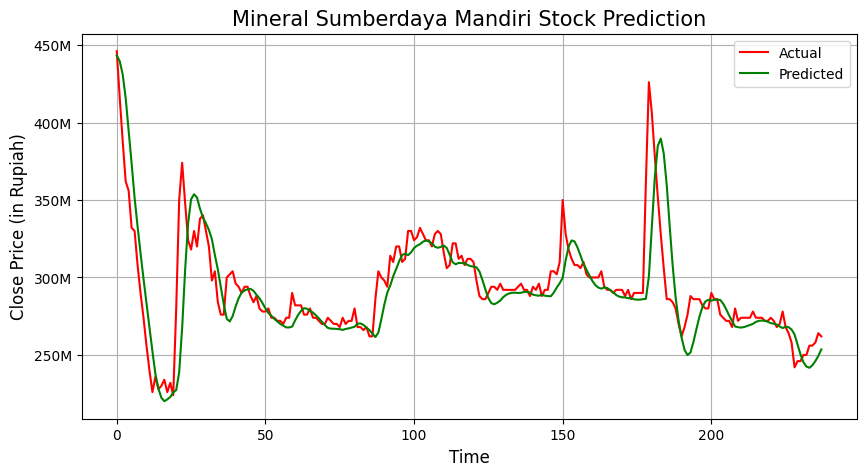 Mineral Sumberdaya Mandiri Stock Prediction
450M
400M
350M
300M
250M
Close Price (in Rupiah)
Actual
Predicted
0
50
100
150
200
Time